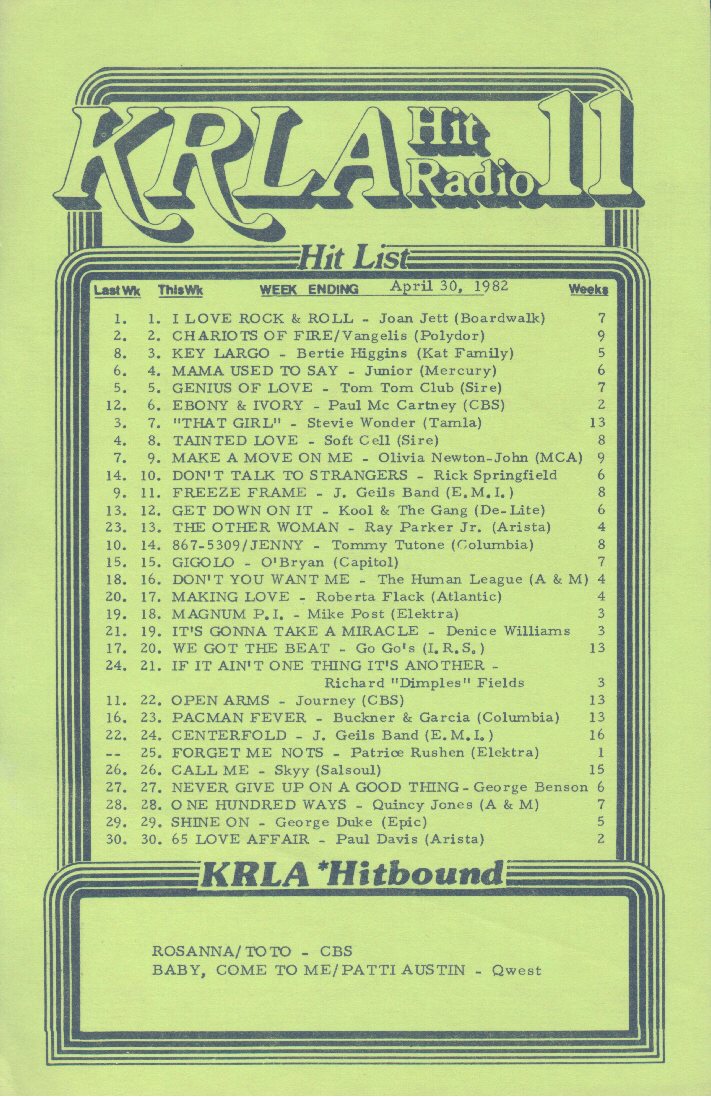 KRLA Hit Radio 11
Hit List
Last Wk This Wk WEEK ENDING April 30, 1982 Weeks
1. 1. I LOVE ROCK & ROLL - Joan Jett (Boardwalk) 7
2. 2. CHARIOTS OF FIRE/Vangelis (Polydor) 9
8. 3. KEY LARGO - Bertie Higgins (Kat Family) 5
6. 4. MAMA USED TO SAY - Junior (Mercury) 6
5. 5. GENIUS OF LOVE - Tom Tom Club (Sire) 7
12. 6. EBONY & IVORY - Paul Mc Cartney (CBS) 2
3. 7. "THAT GIRL" - Stevie Wonder (Tamla) 13
4. 8. TAINTED LOVE - Soft Cell (Sire) 8
7. 9. MAKE A MOVE ON ME - Olivia Newton-John (MCA) 9
14. 10. DON'T TALK TO STRANGERS - Rick Springfield 6
9. 11. FREEZE FRAME - J. Geils Band (E.M.I.) 8
13. 12. GET DOWN ON IT - Kool & The Gang (De-Lite) 6
23. 13. THE OTHER WOMAN - Ray Parker Jr. (Arista) 4
10. 14. 867-5309/JENNY - Tommy Tutone (Columbia) 8
15. 15. GIGOLO - O'Bryan (Capitol) 7
18. 16. DON'T YOU WANT ME - The Human League (A & M) 4
20. 17. MAKING LOVE - Roberta Flack (Atlantic) 4
19. 18. MAGNUM P.I. - Mike Post (Elektra) 3
21. 19. IT'S GONNA TAKE A MIRACLE - Denice Williams 3
17. 20. WE GOT THE BEAT - Go Go's (I.R.S.) 13
24. 21. IF IT AIN'T ONE THING IT'S ANOTHER -
Richard "Dimples" Fields 3
11. 22. OPEN ARMS - Journey (CBS) 13
16. 23. PACMAN FEVER - Buckner & Garcia (Columbia) 13
22. 24. CENTERFOLD - J. Geils Band (E.M.I.) 16
-- 25. FORGET ME NOTS - Patrice Rushen (Elektra) 1
26. 26. CALL ME - Skyy (Salsoul) 15
27. 27. NEVER GIVE UP ON A GOOD THING - George Benson 6
28. 28. ONE HUNDRED WAYS - Quincy Jones (A & M) 7
29. 29. SHINE ON - George Duke (Epic) 5
30. 30. 65 LOVE AFFAIR - Paul Davis (Arista) 2
KRLA *Hitbound
ROSANNA/TOTO - CBS
BABY, COME TO ME/PATTI AUSTIN - Qwest